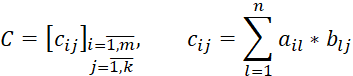 C = [c_{ij}]_{i=\overline{1,m}, j=\overline{1,k}}, c_{ij} = \sum_{l=1}^{n} a_{il} * b_{lj}